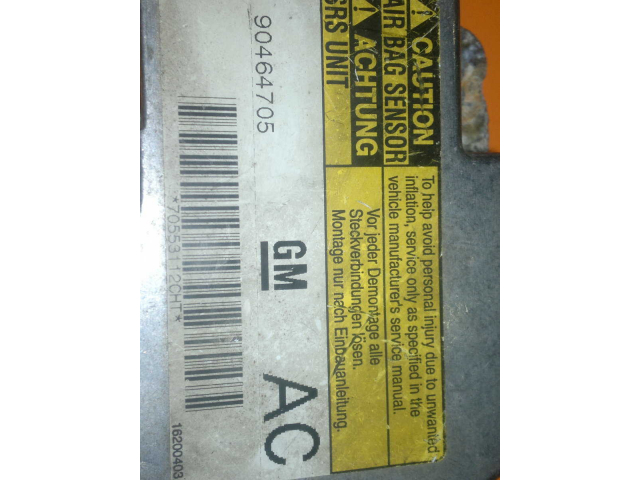 CAUTION
AIR BAG SENSOR
To help avoid personal injury due to unwanted
inflation, service only as specified in the
vehicle manufacturer's service manual.
ACHTUNG
SRS UNIT
Vor jeder Demontage alle
Steckverbindungen lösen.
Montage nur nach Einbauanleitung.
90464705
GM
AC
*70553112CHT*
16200403